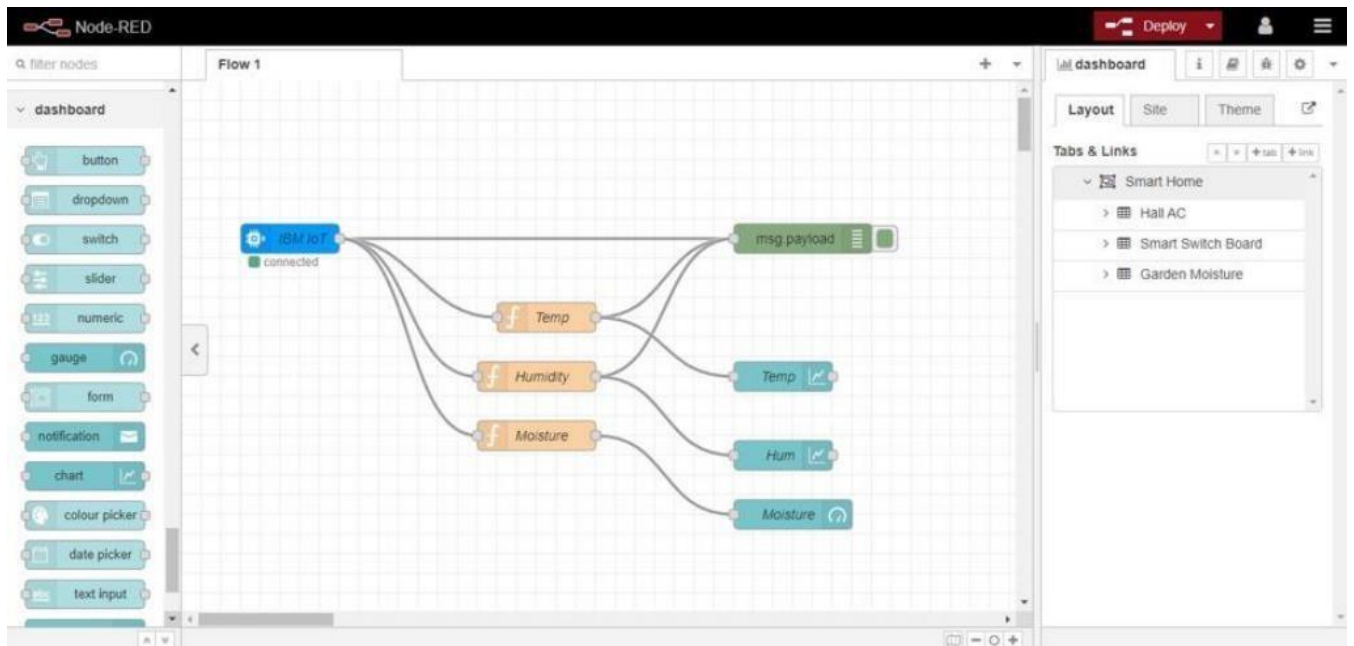 Node-RED
Deploy
filter nodes
Flow 1
dashboard
i
dashboard
Layout
Site
Theme
button
Tabs & Links
+ tab
+ link
Smart Home
dropdown
Hall AC
switch
IBM IoT
msg.payload
Smart Switch Board
connected
slider
Garden Moisture
numeric
Temp
gauge
Humidity
Temp
form
notification
Moisture
Hum
chart
colour picker
Moisture
date picker
abc
text input